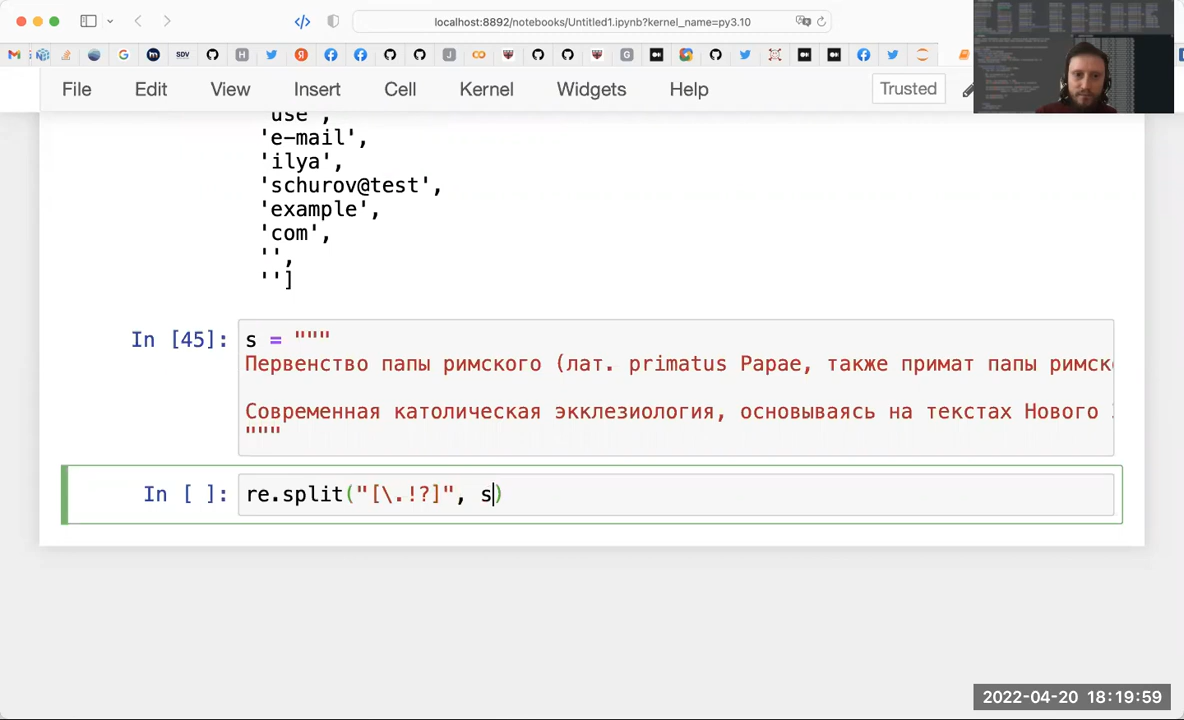 localhost:8892/notebooks/Untitled1.ipynb?kernel_name=py3.10
File Edit View Insert Cell Kernel Widgets Help Trusted
'use',
'e-mail',
'ilya',
'schurov@test',
'example',
'com',
'',
'']
In [45]: s = """
Первенство папы римского (лат. primatus Papae, также примат папы
Современная католическая экклезиология, основываясь на текстах Нового
"""
In [ ]: re.split("[\.!?]", s)
2022-04-20 18:19:59